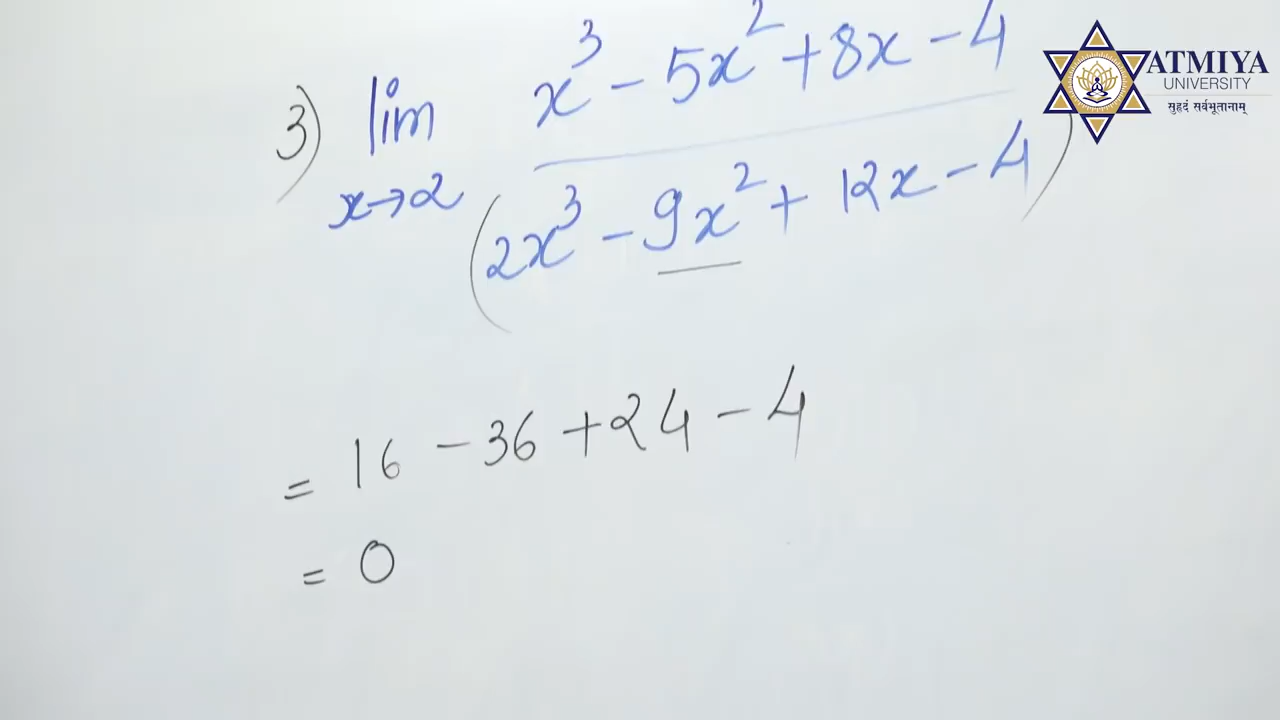 3) lim x→2 x³ - 5x² + 8x - 4
(2x³ - 9x² + 12x - 4)
= 16 - 36 + 24 - 4
= 0
ATMIYA
UNIVERSITY
सुहृदं सर्वभूतानाम्